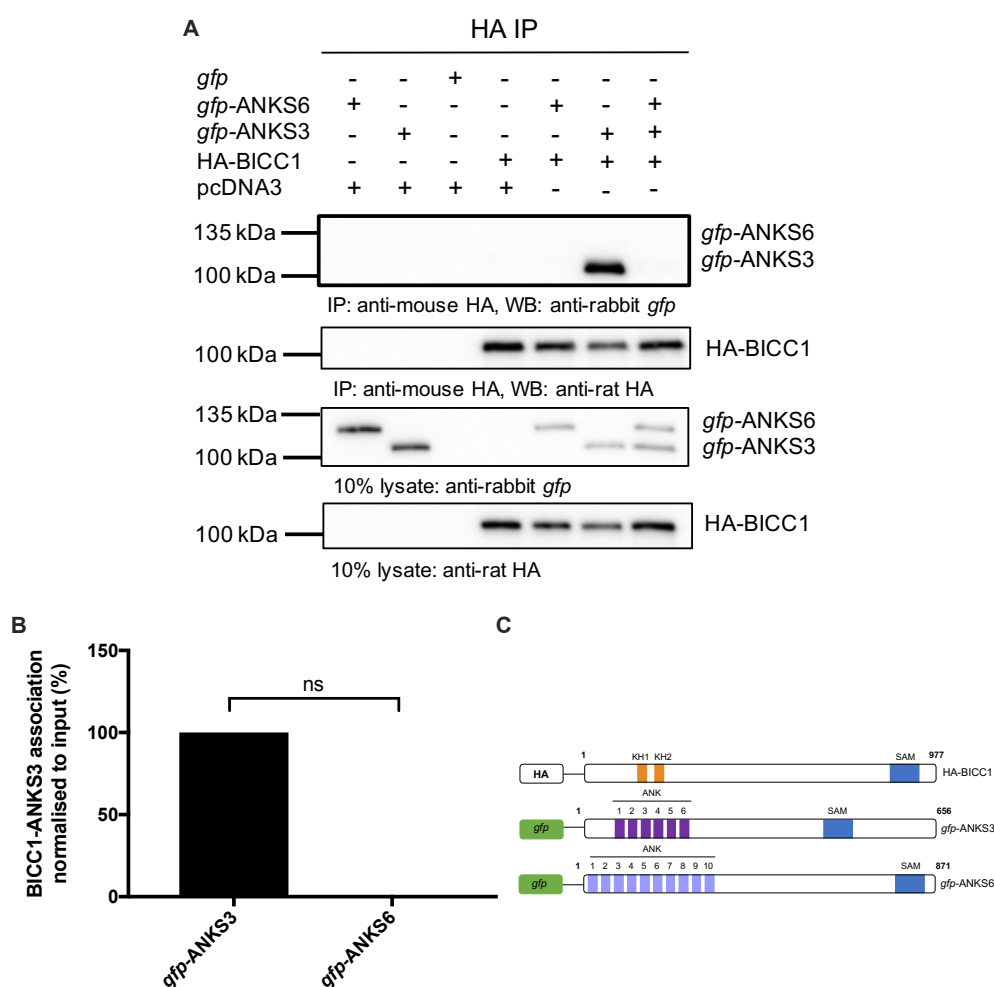 A
HA IP
gfp - - + - - - -
gfp-ANKS6 + - - - + - +
gfp-ANKS3 - + - - - + +
HA-BICC1 - - - + + + +
pcDNA3 + + + + - - -
135 kDa
gfp-ANKS6
gfp-ANKS3
100 kDa
IP: anti-mouse HA, WB: anti-rabbit gfp
100 kDa
HA-BICC1
IP: anti-mouse HA, WB: anti-rat HA
135 kDa
gfp-ANKS6
gfp-ANKS3
100 kDa
10% lysate: anti-rabbit gfp
100 kDa
HA-BICC1
10% lysate: anti-rat HA
B
BICC1-ANKS3 association
normalised to input (%)
150
100
50
0
ns
gfp-ANKS3
gfp-ANKS6
C
1 KH1 KH2 SAM 977
HA
HA-BICC1
ANK
1 1 2 3 4 5 6 SAM 656
gfp
gfp-ANKS3
ANK
1 1 2 3 4 5 6 7 8 9 10 SAM 871
gfp
gfp-ANKS6